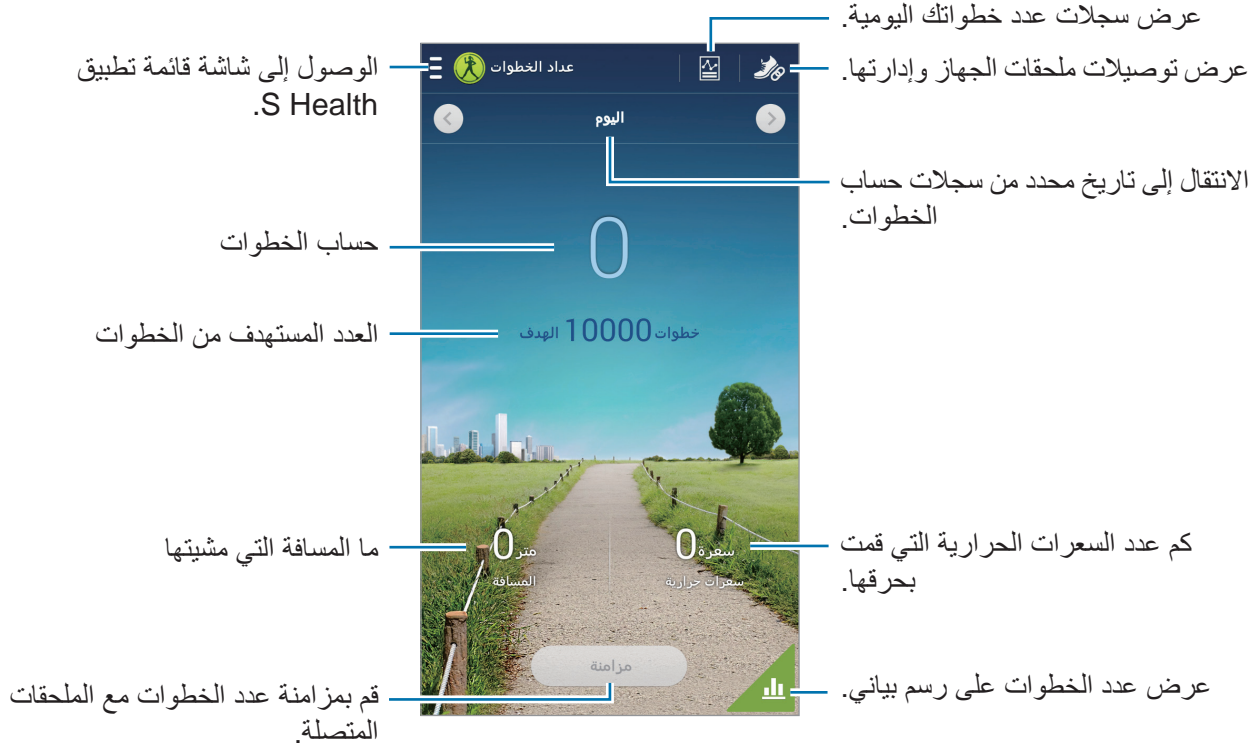 عرض سجلات عدد خطواتك اليومية.
عرض توصيلات ملحقات الجهاز وإدارتها.
الوصول إلى شاشة قائمة تطبيق
S Health.
عداد الخطوات
اليوم
الانتقال إلى تاريخ محدد من سجلات حساب
الخطوات.
حساب الخطوات
0
العدد المستهدف من الخطوات
خطوات 10000 الهدف
ما المسافة التي مشيتها
متر 0
المسافة
سعرة 0
سعرات حرارية
كم عدد السعرات الحرارية التي قمت
بحرقها.
مزامنة
قم بمزامنة عدد الخطوات مع الملحقات
المتصلة.
عرض عدد الخطوات على رسم بياني.